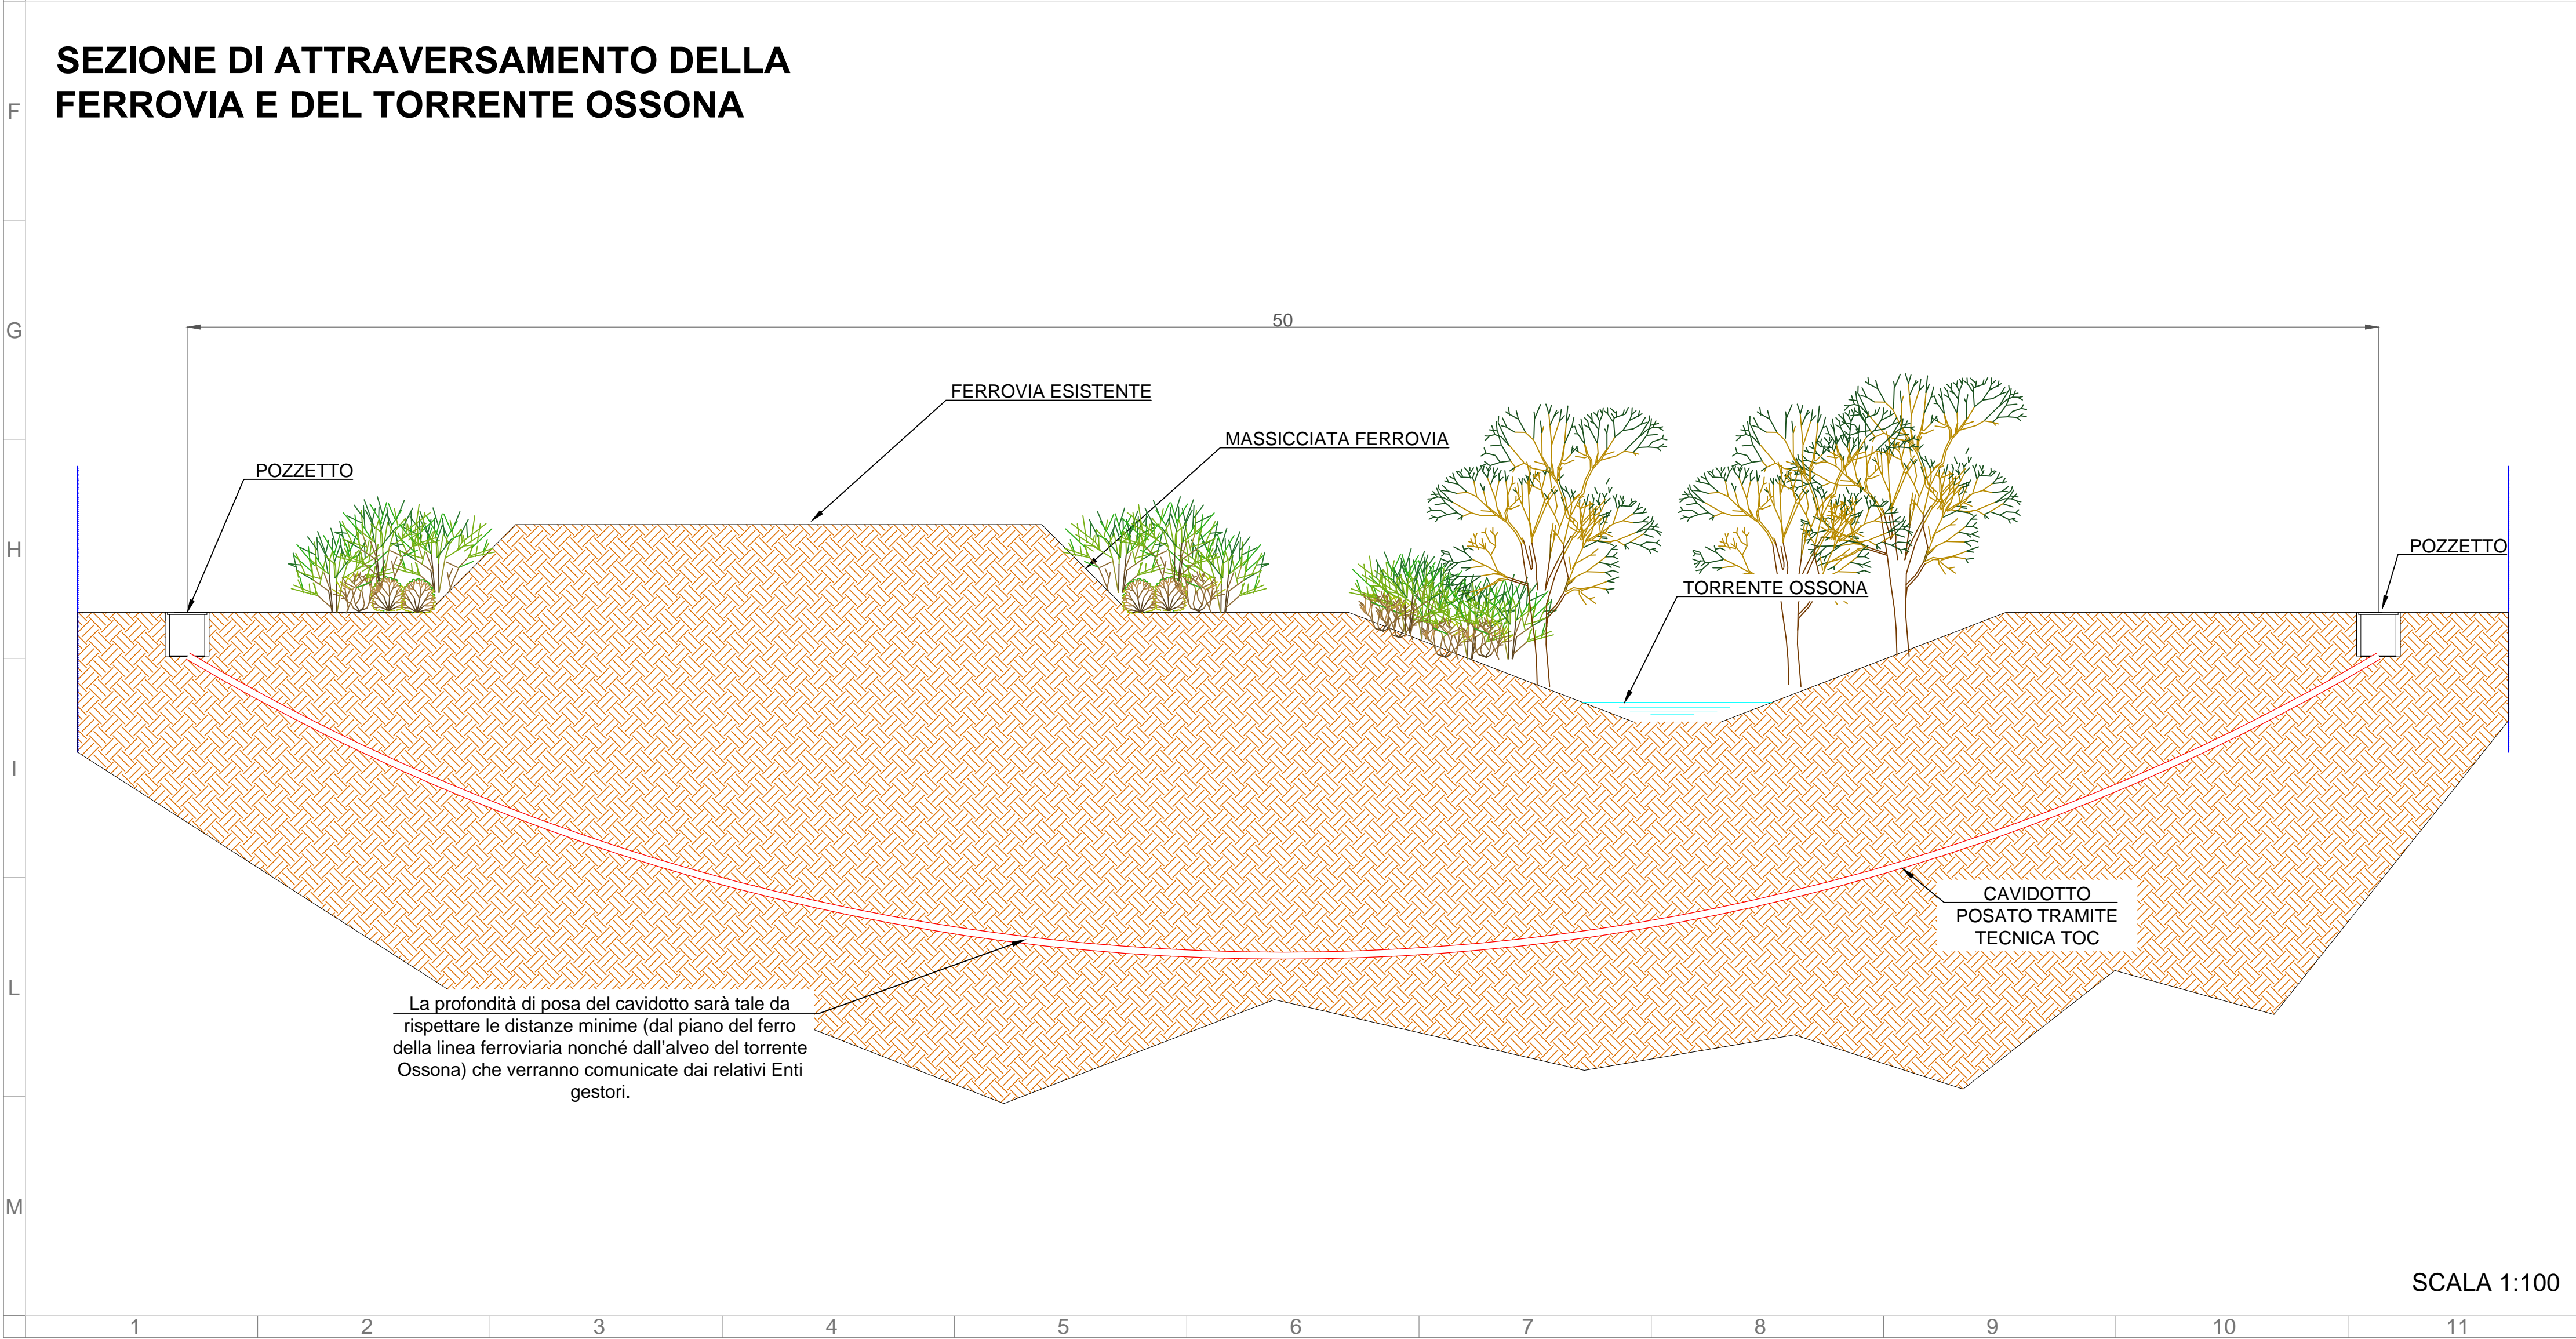 SEZIONE DI ATTRAVERSAMENTO DELLA
FERROVIA E DEL TORRENTE OSSONA
F
G
H
I
L
M
50
FERROVIA ESISTENTE
MASSICCIATA FERROVIA
POZZETTO
POZZETTO
TORRENTE OSSONA
CAVIDOTTO
POSATO TRAMITE
TECNICA TOC
La profondità di posa del cavidotto sarà tale da
rispettare le distanze minime (dal piano del ferro
della linea ferroviaria nonché dall'alveo del torrente
Ossona) che verranno comunicate dai relativi Enti
gestori.
SCALA 1:100
1 2 3 4 5 6 7 8 9 10 11